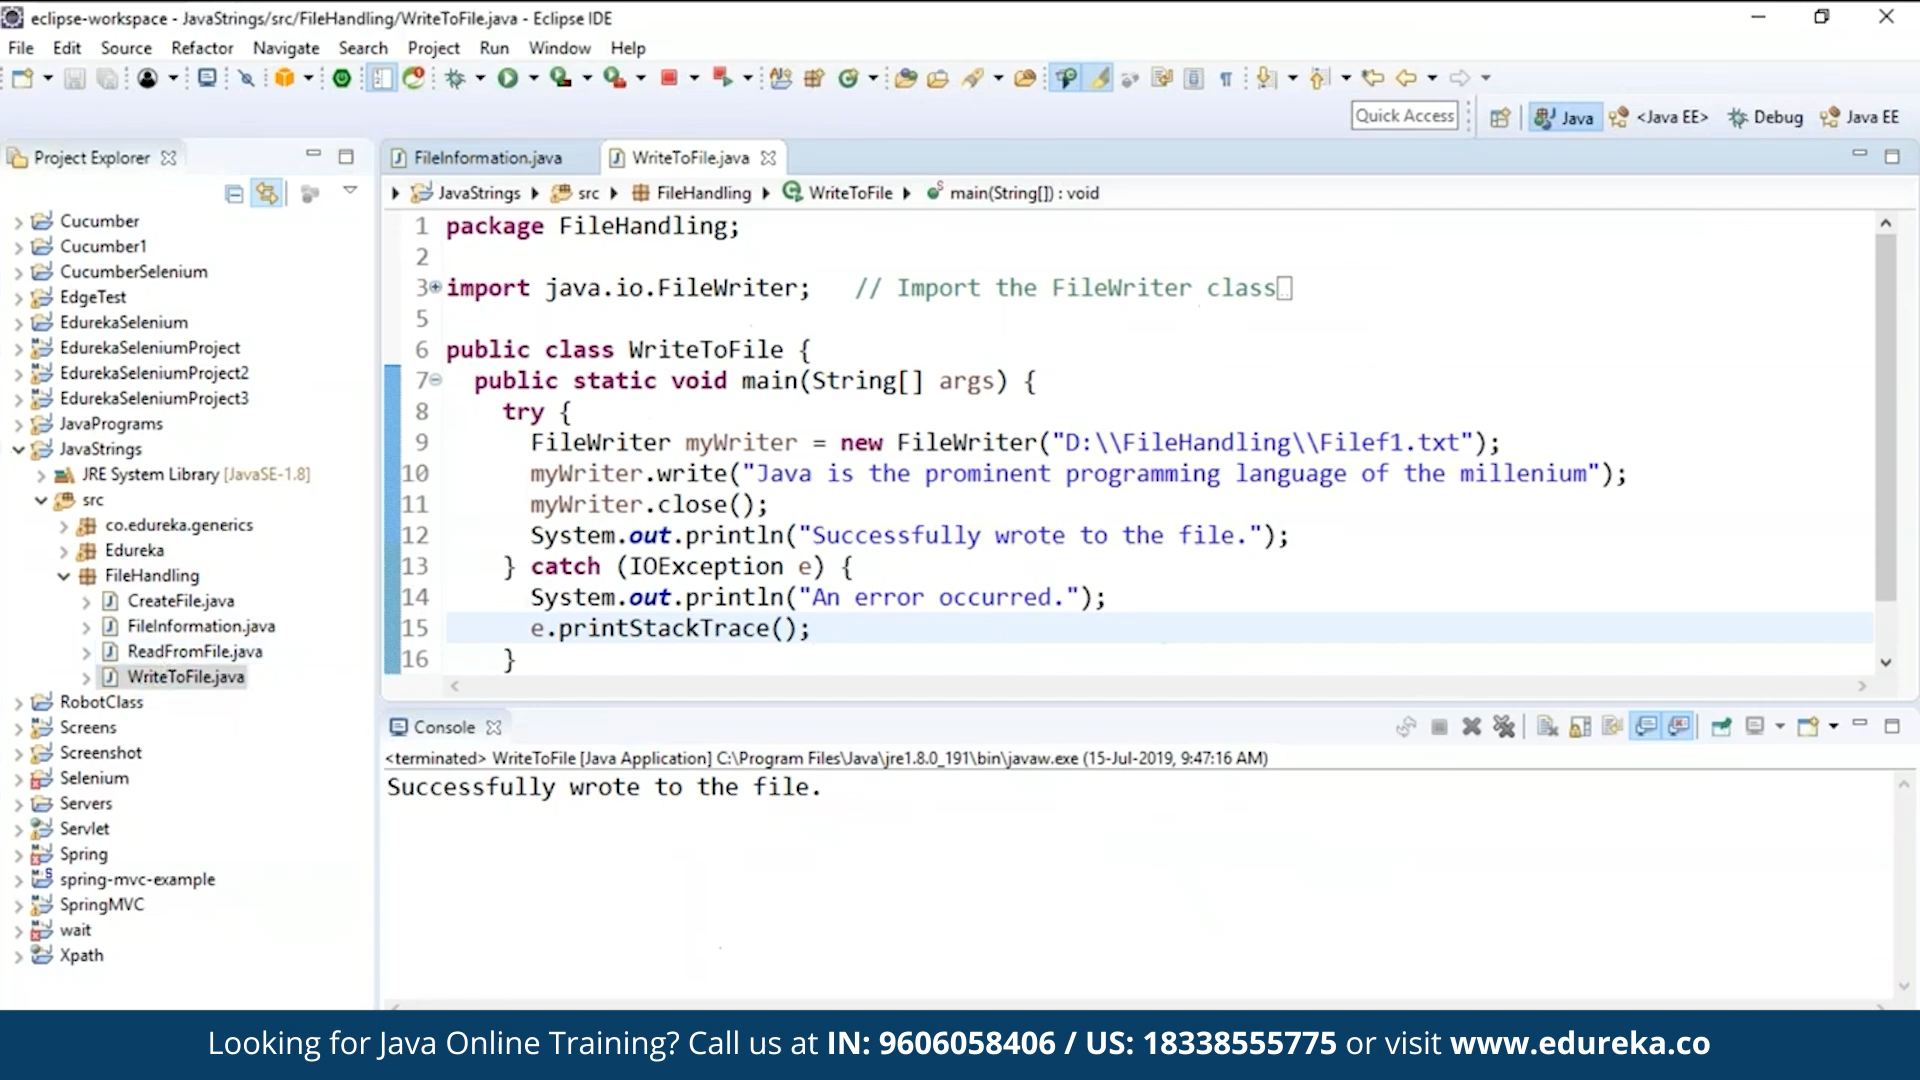 eclipse-workspace - JavaStrings/src/FileHandling/WriteToFile.java - Eclipse IDE
File Edit Source Refactor Navigate Search Project Run Window Help
Quick Access Java <Java EE> Debug Java EE
Project Explorer
Cucumber
Cucumber1
CucumberSelenium
EdgeTest
EdurekaSelenium
EdurekaSeleniumProject
EdurekaSeleniumProject2
EdurekaSeleniumProject3
JavaPrograms
JavaStrings
JRE System Library [JavaSE-1.8]
src
co.edureka.generics
Edureka
FileHandling
CreateFile.java
FileInformation.java
ReadFromFile.java
WriteToFile.java
RobotClass
Screens
Screenshot
Selenium
Servers
Servlet
Spring
spring-mvc-example
SpringMVC
wait
Xpath
FileInformation.java WriteToFile.java
JavaStrings src FileHandling WriteToFile main(String[]) : void
1 package FileHandling;
2
3 import java.io.FileWriter; // Import the FileWriter class
5
6 public class WriteToFile {
7 public static void main(String[] args) {
8 try {
9 FileWriter myWriter = new FileWriter("D:\\FileHandling\\Filef1.txt");
10 myWriter.write("Java is the prominent programming language of the millenium");
11 myWriter.close();
12 System.out.println("Successfully wrote to the file.");
13 } catch (IOException e) {
14 System.out.println("An error occurred.");
15 e.printStackTrace();
16 }
Console
<terminated> WriteToFile [Java Application] C:\Program Files\Java\jre1.8.0_191\bin\javaw.exe (15-Jul-2019, 9:47:16 AM)
Successfully wrote to the file.
Looking for Java Online Training? Call us at IN: 9606058406 / US: 18338555775 or visit www.edureka.co